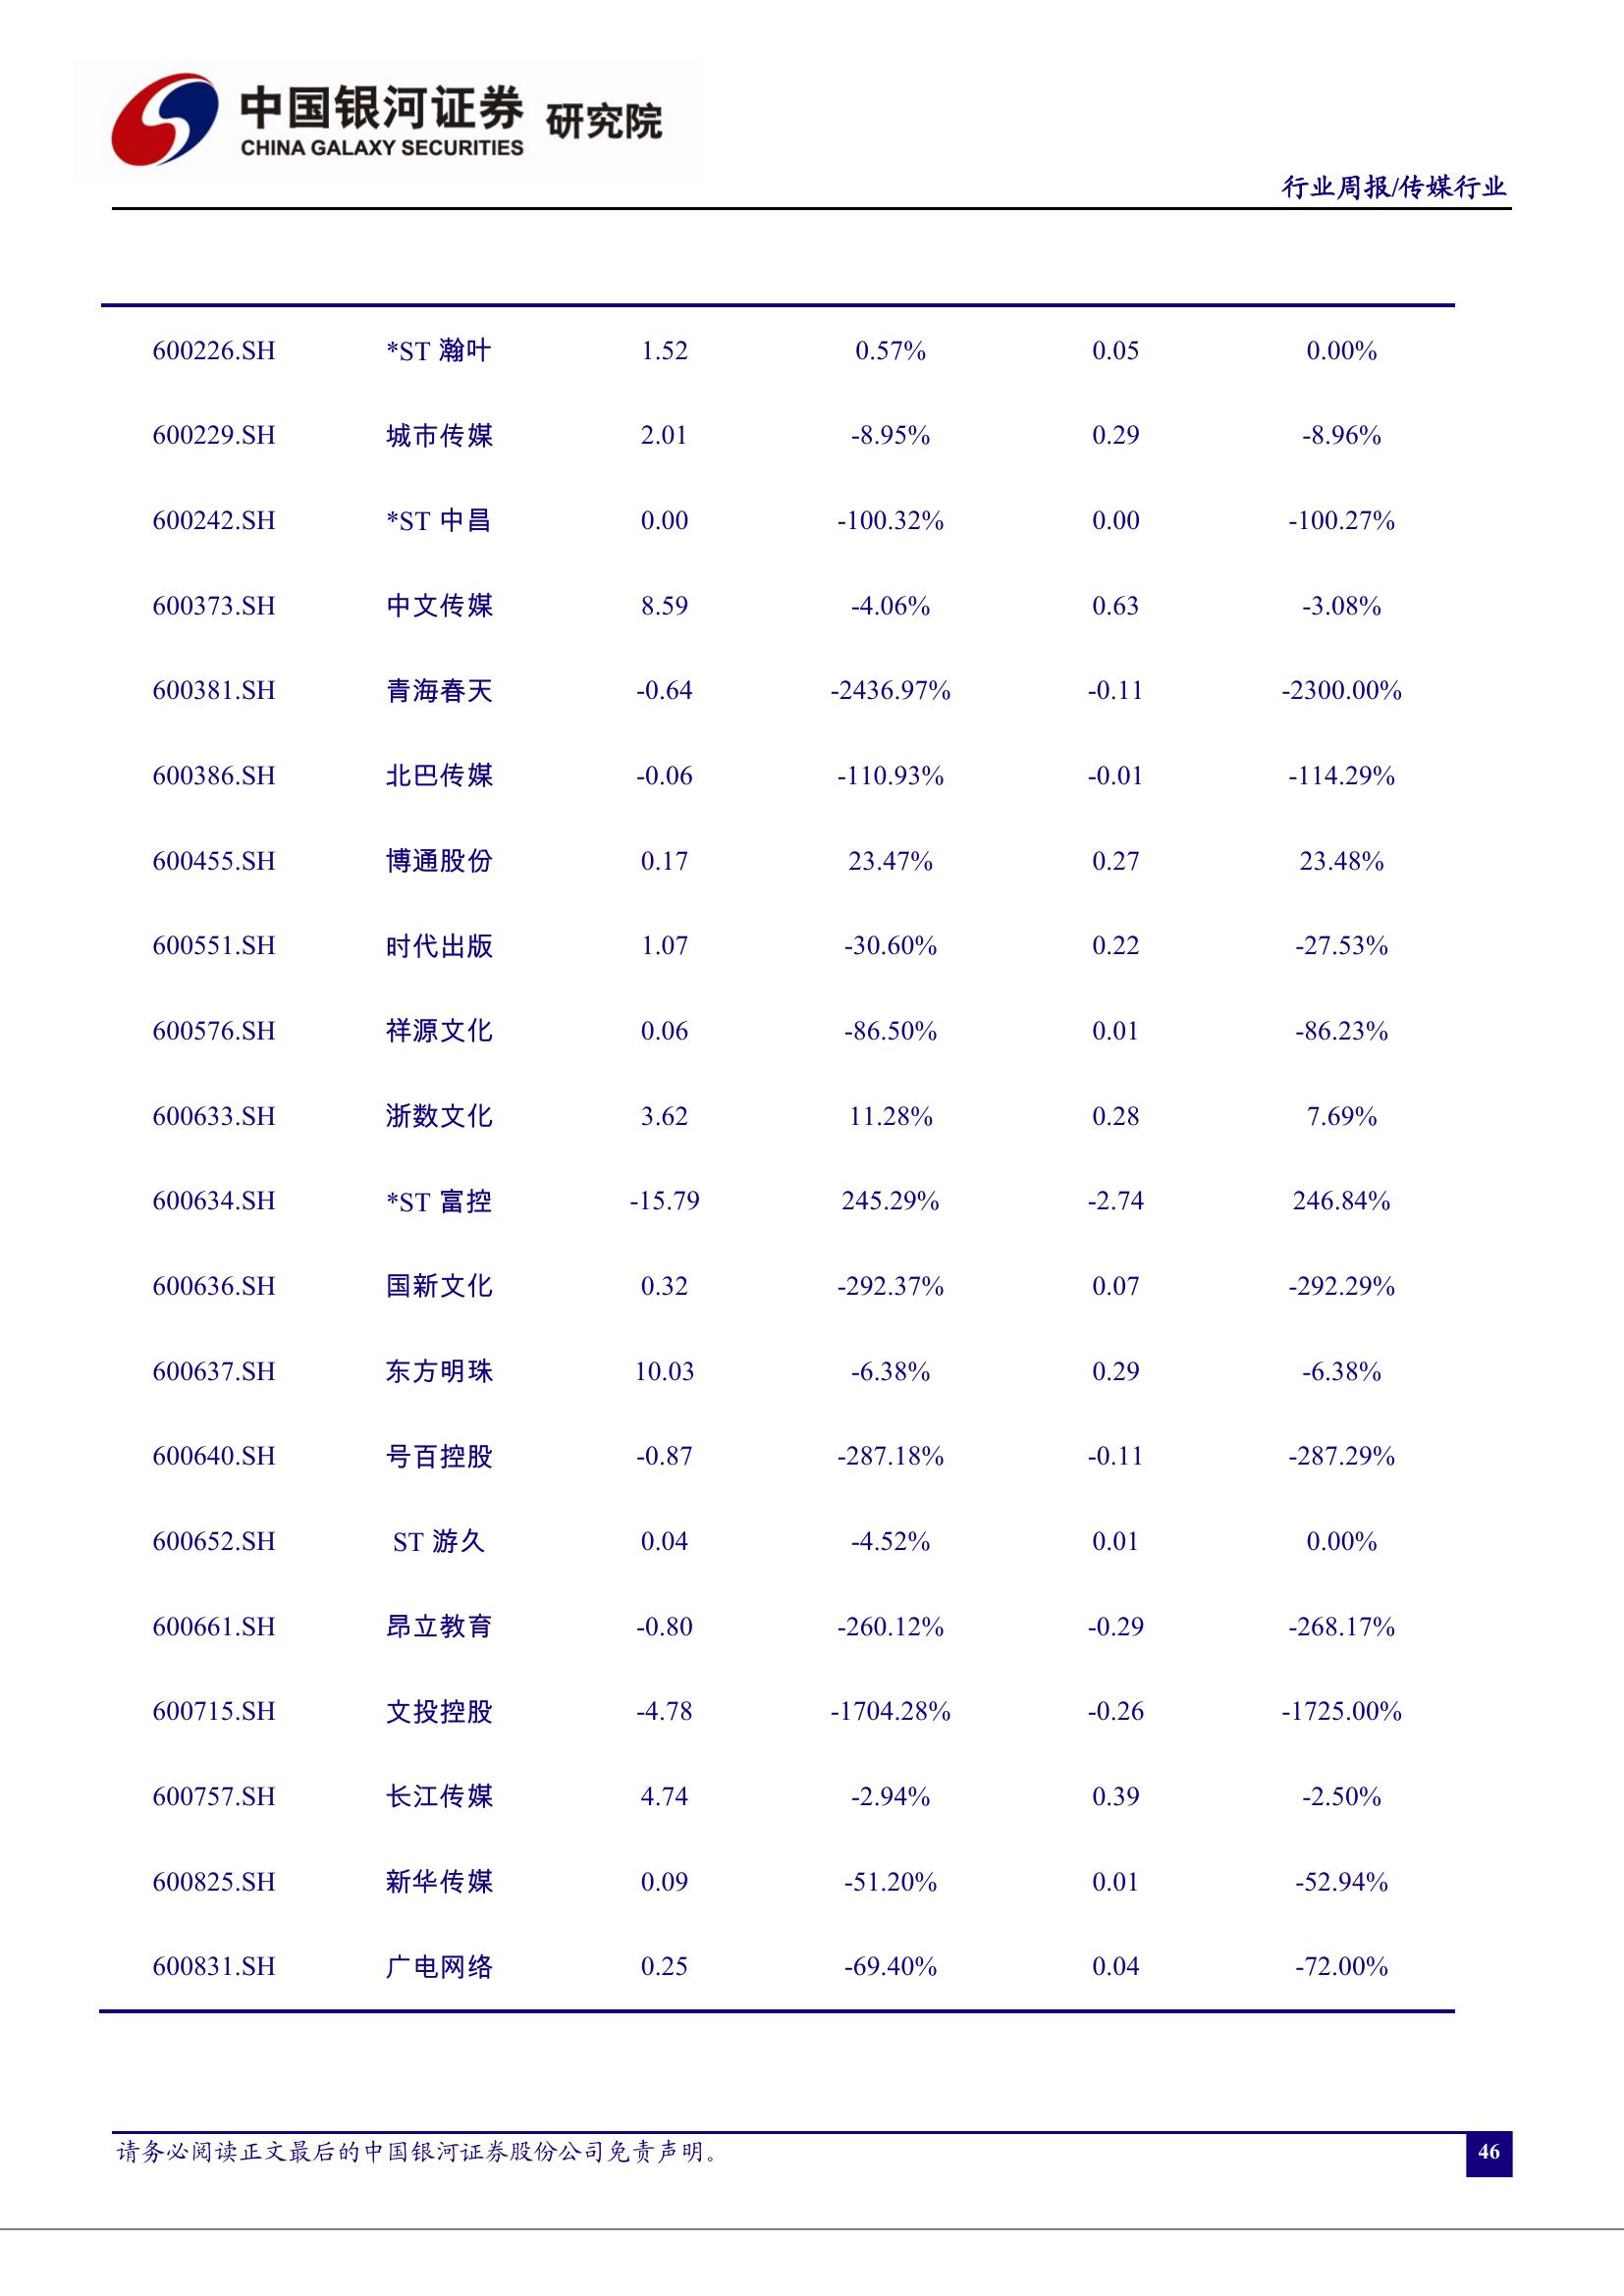 中国银河证券 研究院
CHINA GALAXY SECURITIES
行业周报/传媒行业
600226.SH *ST 瀚叶 1.52 0.57% 0.05 0.00%
600229.SH 城市传媒 2.01 -8.95% 0.29 -8.96%
600242.SH *ST 中昌 0.00 -100.32% 0.00 -100.27%
600373.SH 中文传媒 8.59 -4.06% 0.63 -3.08%
600381.SH 青海春天 -0.64 -2436.97% -0.11 -2300.00%
600386.SH 北巴传媒 -0.06 -110.93% -0.01 -114.29%
600455.SH 博通股份 0.17 23.47% 0.27 23.48%
600551.SH 时代出版 1.07 -30.60% 0.22 -27.53%
600576.SH 祥源文化 0.06 -86.50% 0.01 -86.23%
600633.SH 浙数文化 3.62 11.28% 0.28 7.69%
600634.SH *ST 富控 -15.79 245.29% -2.74 246.84%
600636.SH 国新文化 0.32 -292.37% 0.07 -292.29%
600637.SH 东方明珠 10.03 -6.38% 0.29 -6.38%
600640.SH 号百控股 -0.87 -287.18% -0.11 -287.29%
600652.SH ST 游久 0.04 -4.52% 0.01 0.00%
600661.SH 昂立教育 -0.80 -260.12% -0.29 -268.17%
600715.SH 文投控股 -4.78 -1704.28% -0.26 -1725.00%
600757.SH 长江传媒 4.74 -2.94% 0.39 -2.50%
600825.SH 新华传媒 0.09 -51.20% 0.01 -52.94%
600831.SH 广电网络 0.25 -69.40% 0.04 -72.00%
请务必阅读正文最后的中国银河证券股份公司免责声明。 46